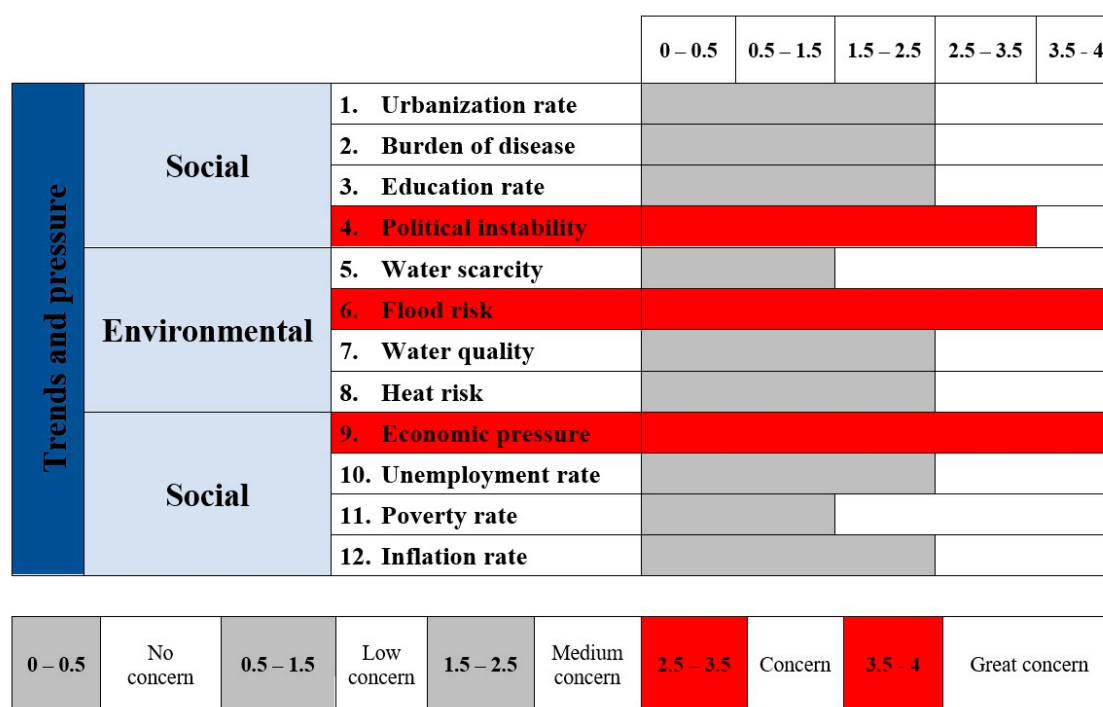 0 – 0.5 0.5 – 1.5 1.5 – 2.5 2.5 – 3.5 3.5 - 4
Trends and pressure
Social
1. Urbanization rate
2. Burden of disease
3. Education rate
4. Political instability
Environmental
5. Water scarcity
6. Flood risk
7. Water quality
8. Heat risk
Social
9. Economic pressure
10. Unemployment rate
11. Poverty rate
12. Inflation rate
0 – 0.5 No concern 0.5 – 1.5 Low concern 1.5 – 2.5 Medium concern 2.5 – 3.5 Concern 3.5 - 4 Great concern